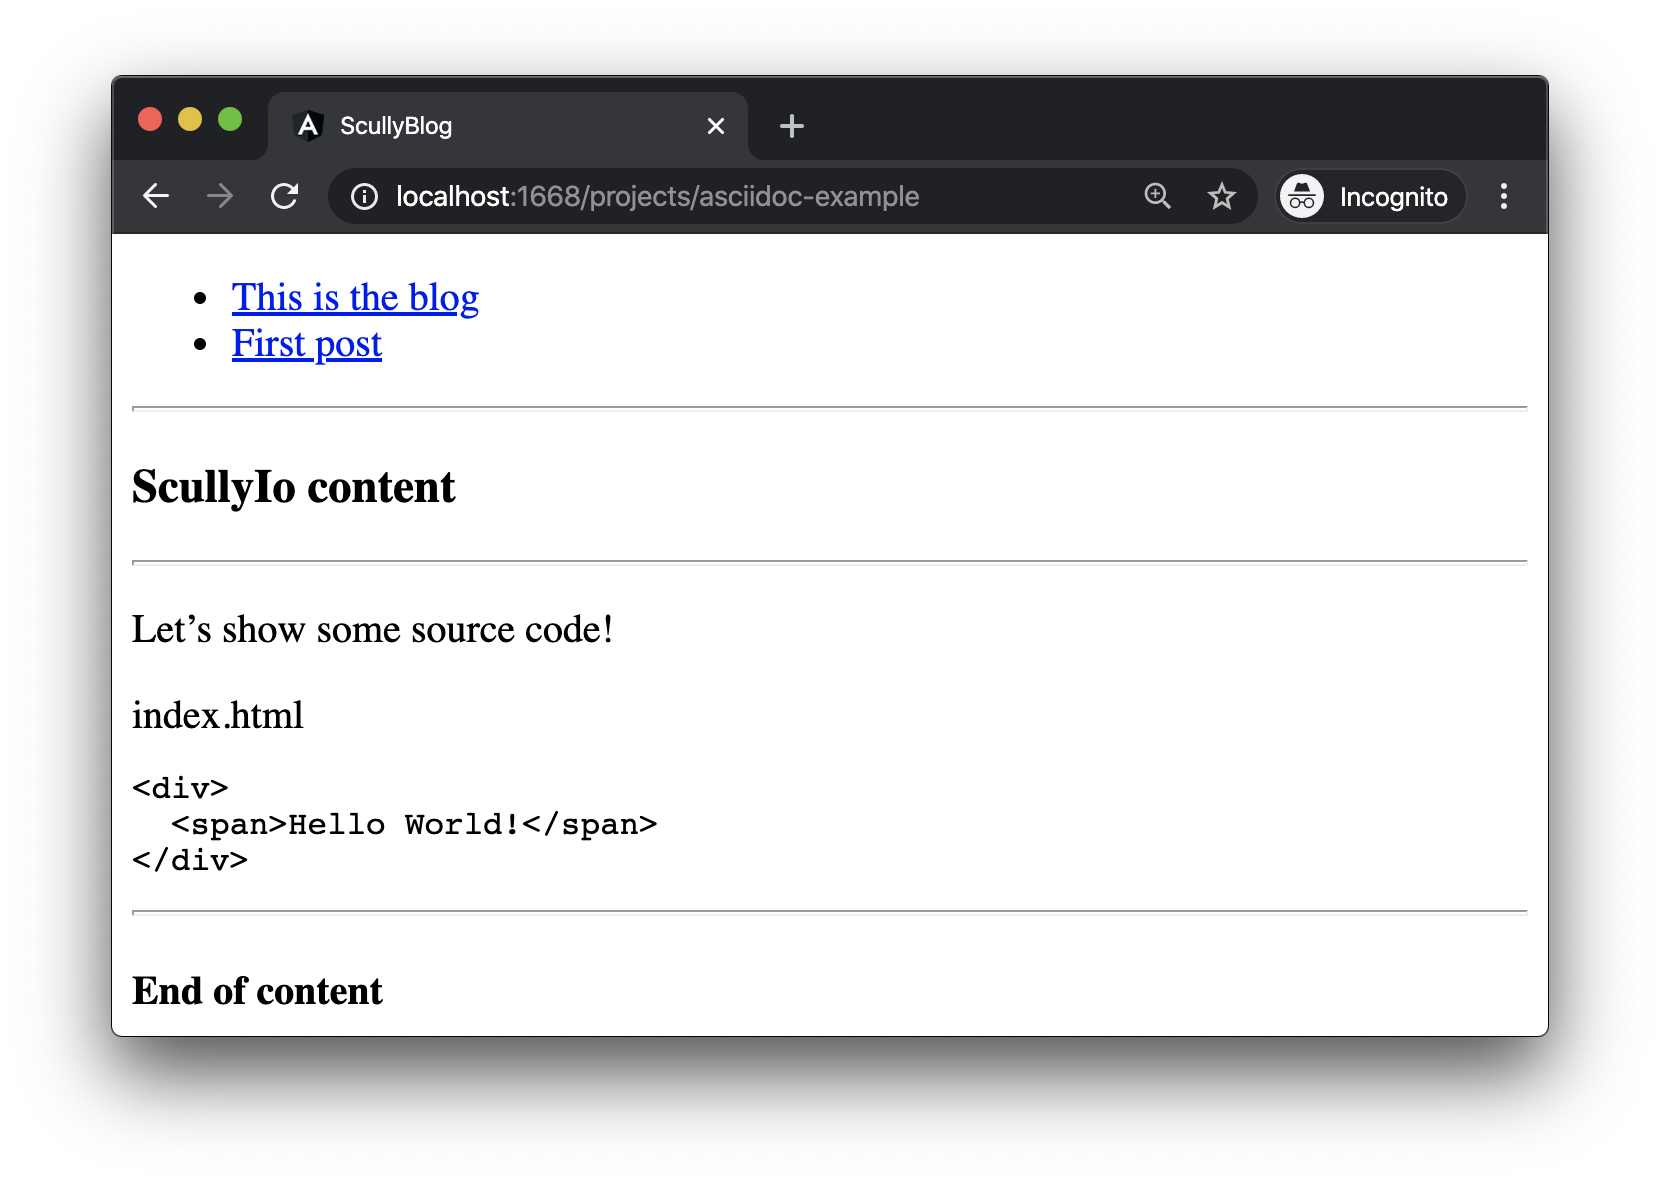 ScullyBlog
localhost:1668/projects/asciidoc-example
Incognito
This is the blog
First post
ScullyIo content
Let’s show some source code!
index.html
<div>
  <span>Hello World!</span>
</div>
End of content